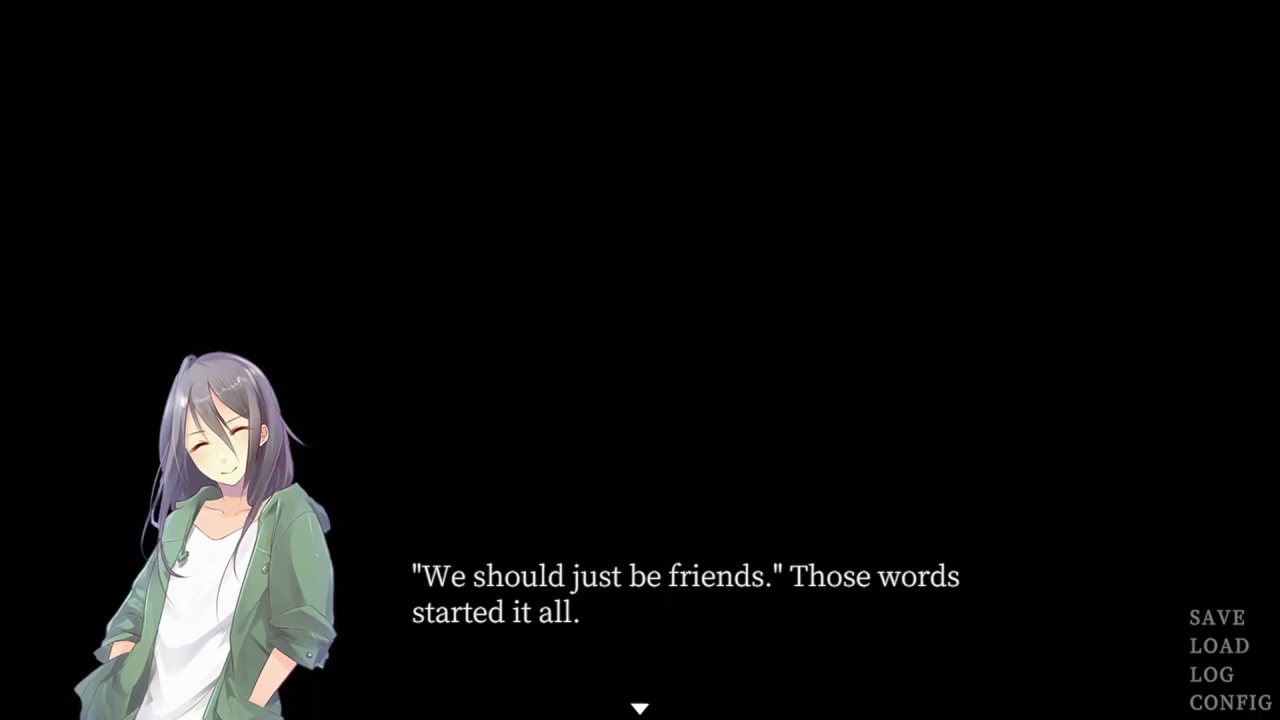 "We should just be friends." Those words
started it all.
SAVE
LOAD
LOG
CONFIG